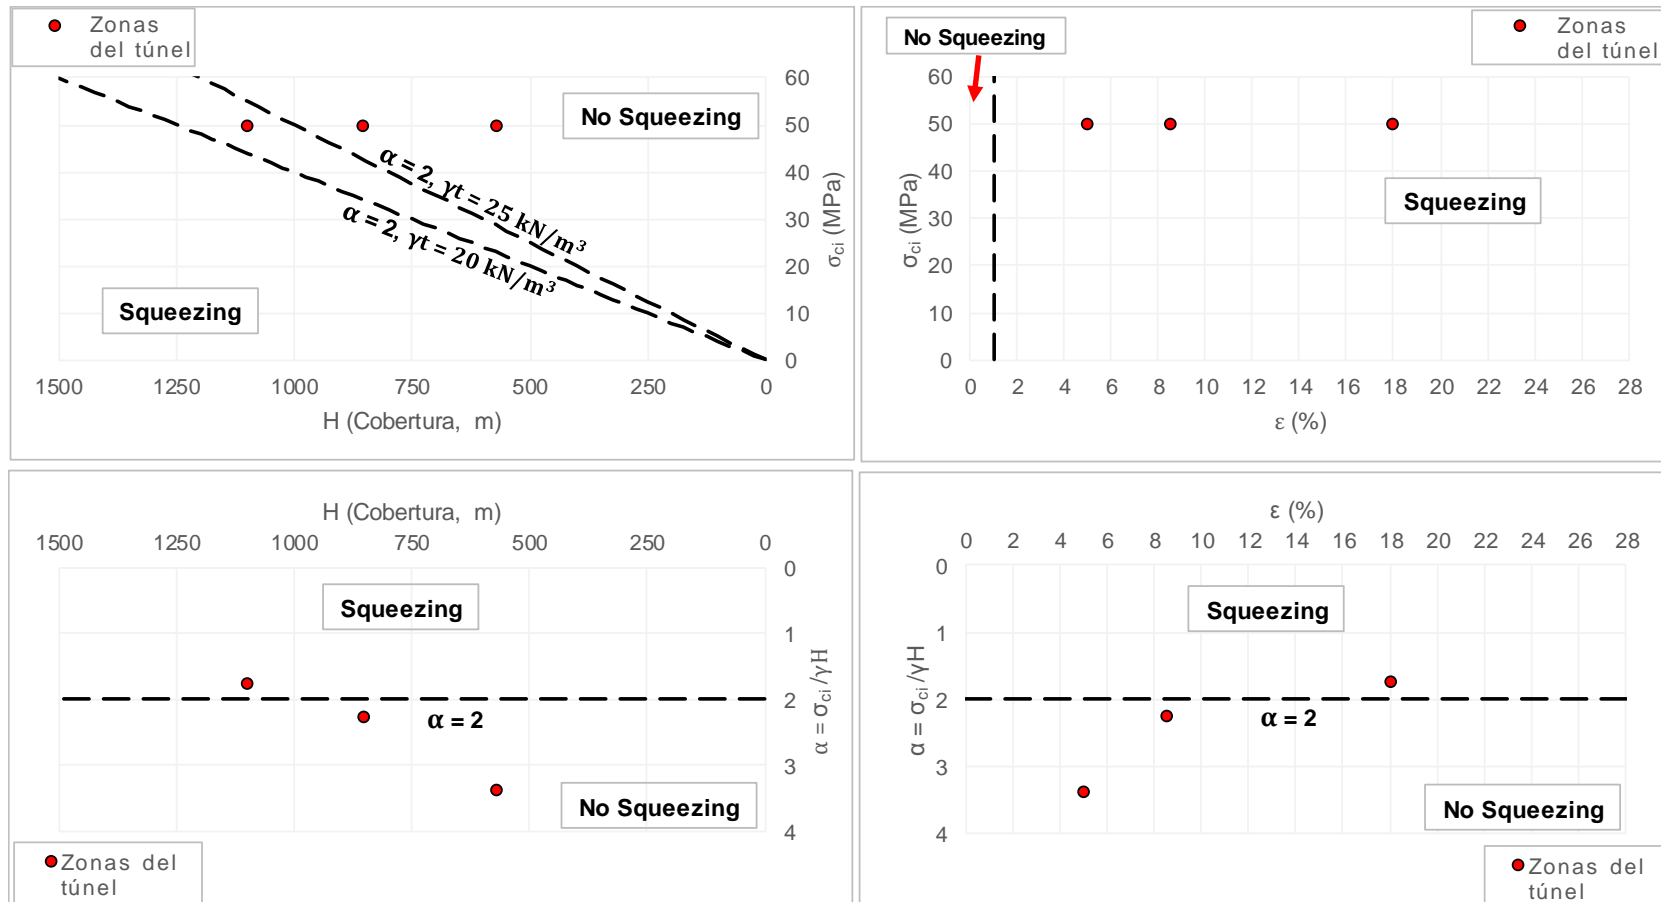 Zonas
del túnel
60
50
40
30
20
10
0
σci (MPa)
No Squeezing
Squeezing
α = 2, γt = 25 kN/m³
α = 2, γt = 20 kN/m³
1500 1250 1000 750 500 250 0
H (Cobertura, m)
No Squeezing
Zonas
del túnel
60
50
40
30
20
10
0
σci (MPa)
Squeezing
0 2 4 6 8 10 12 14 16 18 20 22 24 26 28
ε (%)
H (Cobertura, m)
1500 1250 1000 750 500 250 0
0
1
2
3
4
α = σci/γH
Squeezing
α = 2
No Squeezing
Zonas del
túnel
ε (%)
0 2 4 6 8 10 12 14 16 18 20 22 24 26 28
0
1
2
3
4
α = σci/γH
Squeezing
α = 2
No Squeezing
Zonas del
túnel